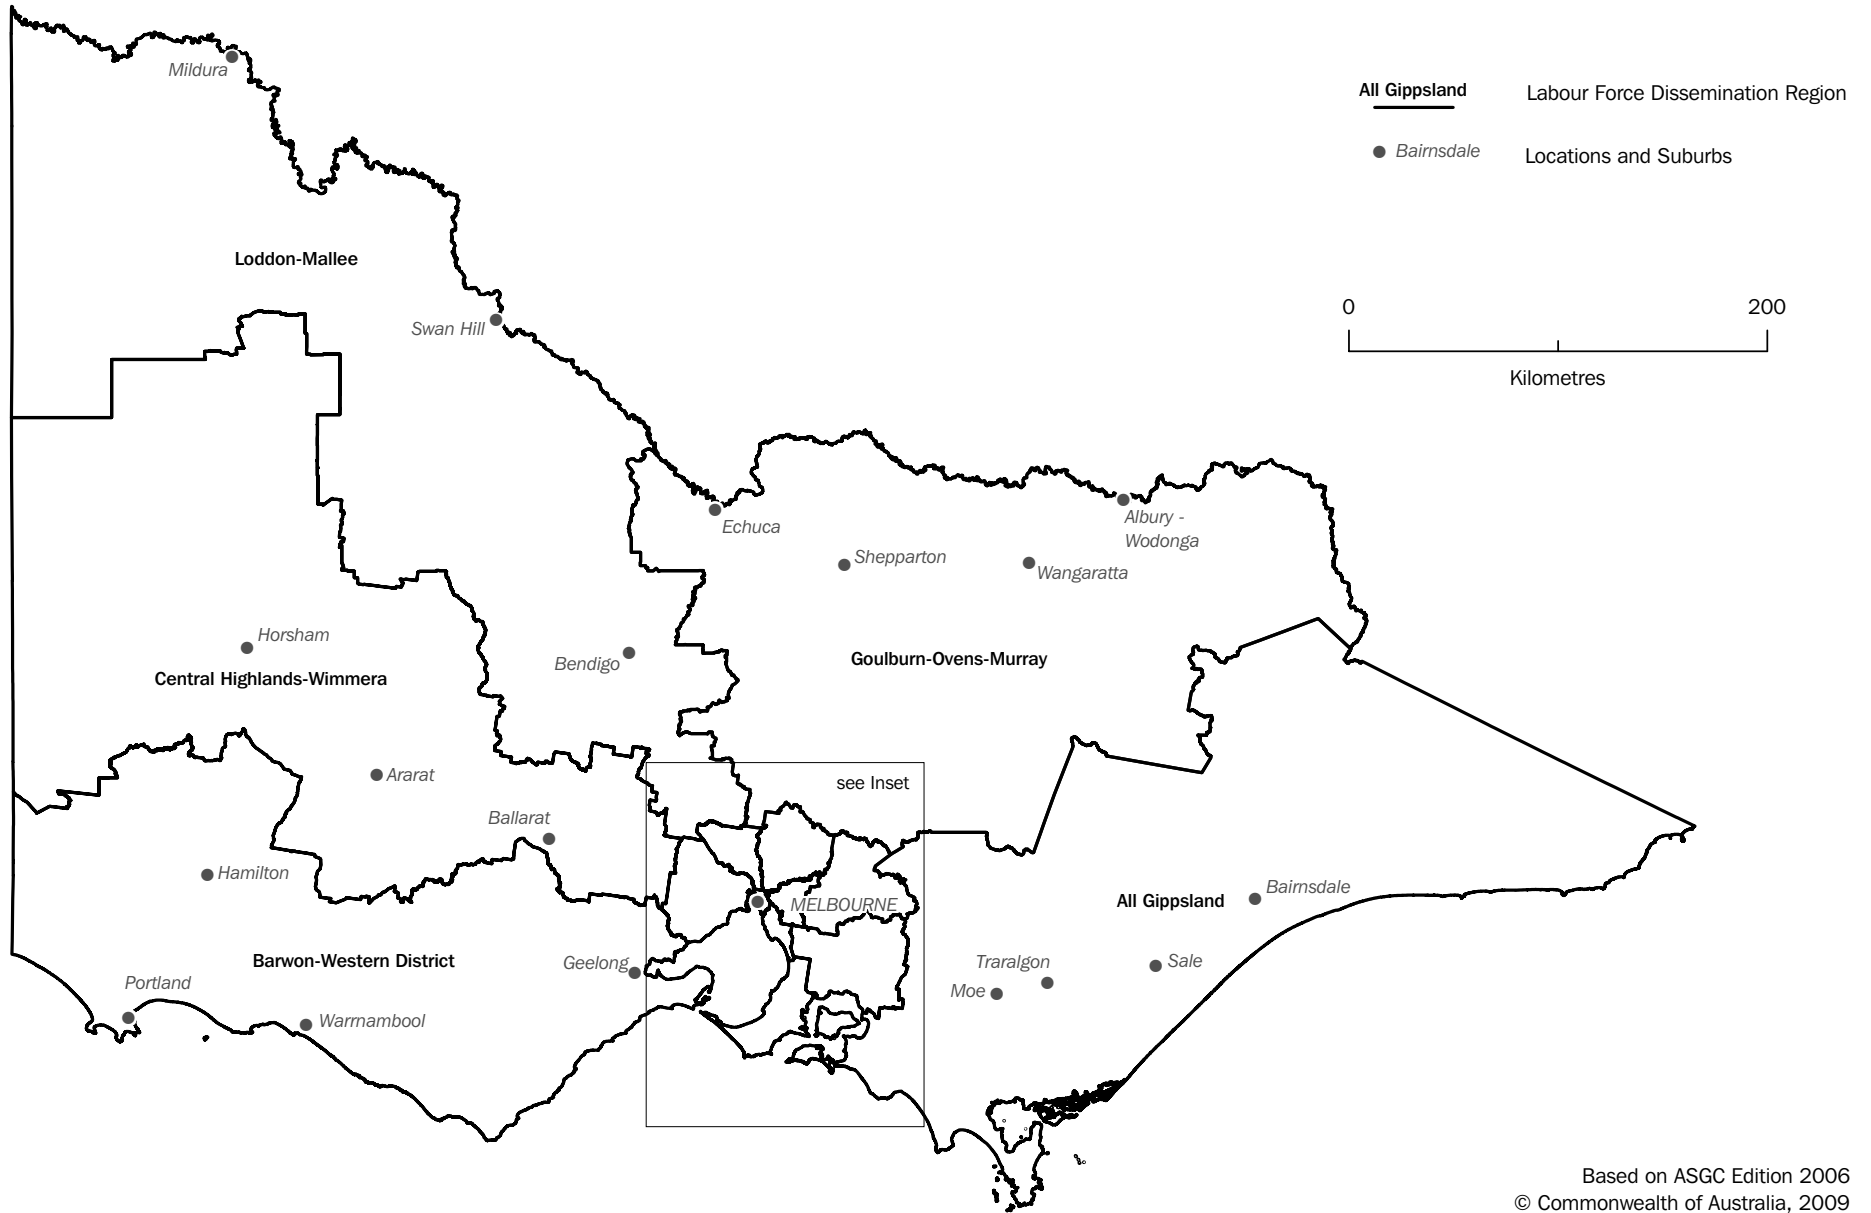 Mildura
All Gippsland
Labour Force Dissemination Region
Bairnsdale
Locations and Suburbs
Loddon-Mallee
0
200
Swan Hill
Kilometres
Echuca
Albury -
Wodonga
Shepparton
Wangaratta
Horsham
Bendigo
Goulburn-Ovens-Murray
Central Highlands-Wimmera
Ararat
see Inset
Ballarat
Hamilton
MELBOURNE
All Gippsland
Bairnsdale
Barwon-Western District
Geelong
Traralgon
Sale
Moe
Portland
Warrnambool
Based on ASGC Edition 2006
© Commonwealth of Australia, 2009